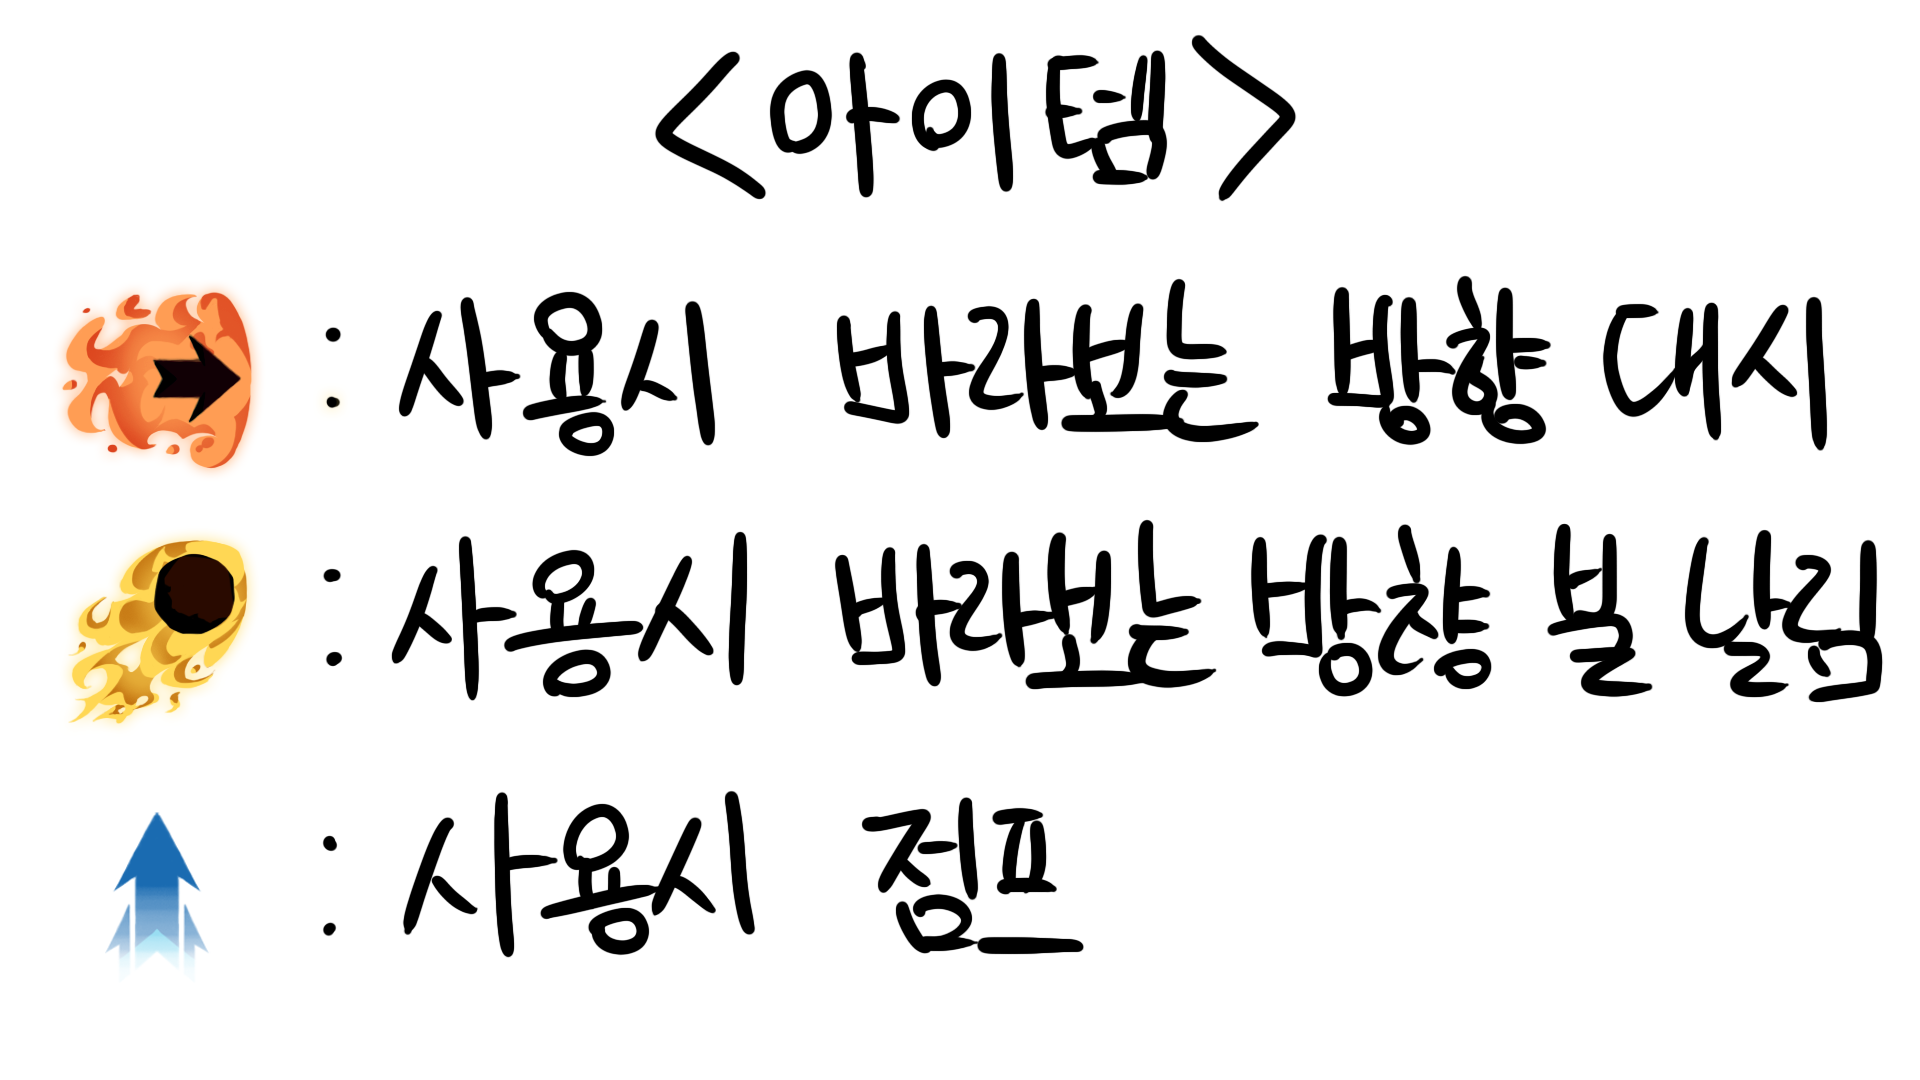 <아이템>
: 사용시 바라보는 방향 대시
: 사용시 바라보는 방향 불 날림
: 사용시 점프